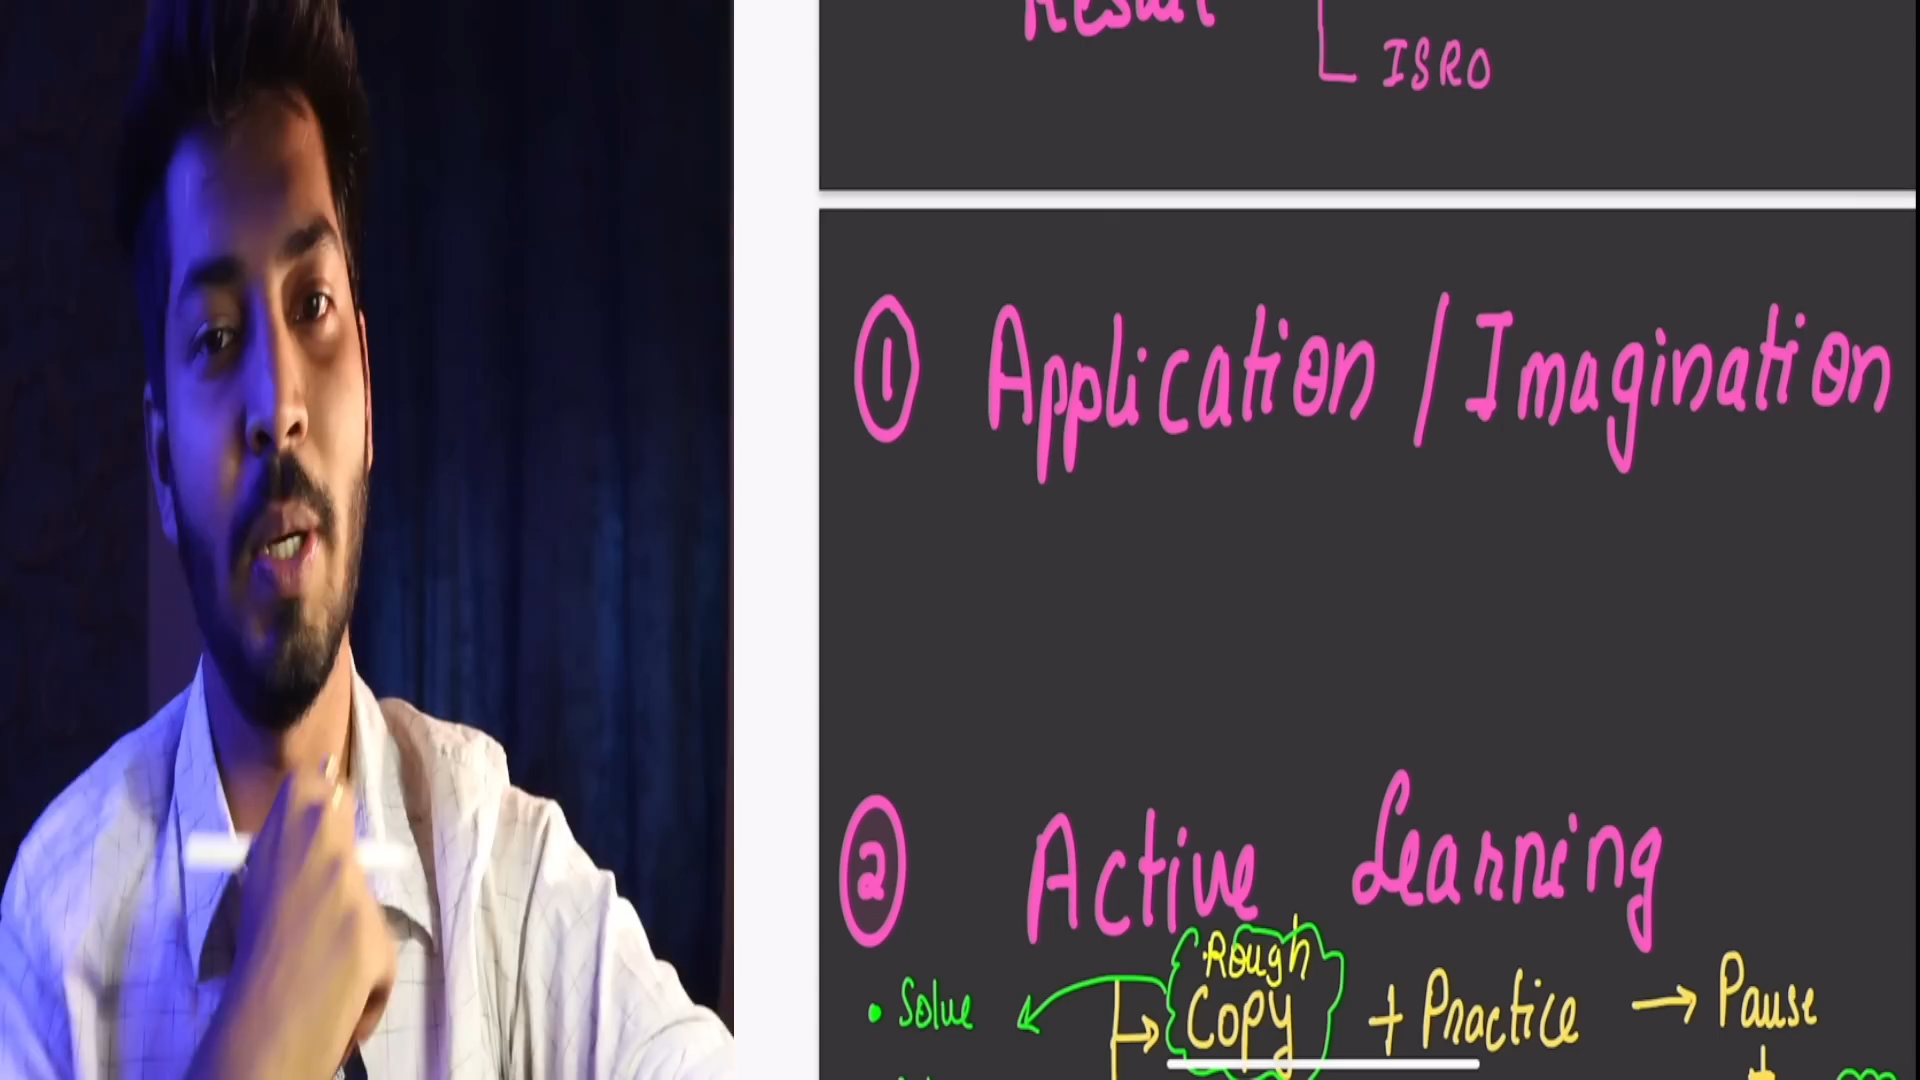 ISRO
1 Application / Imagination
2 Active Learning
Rough
• Solve Copy + Practice → Pause